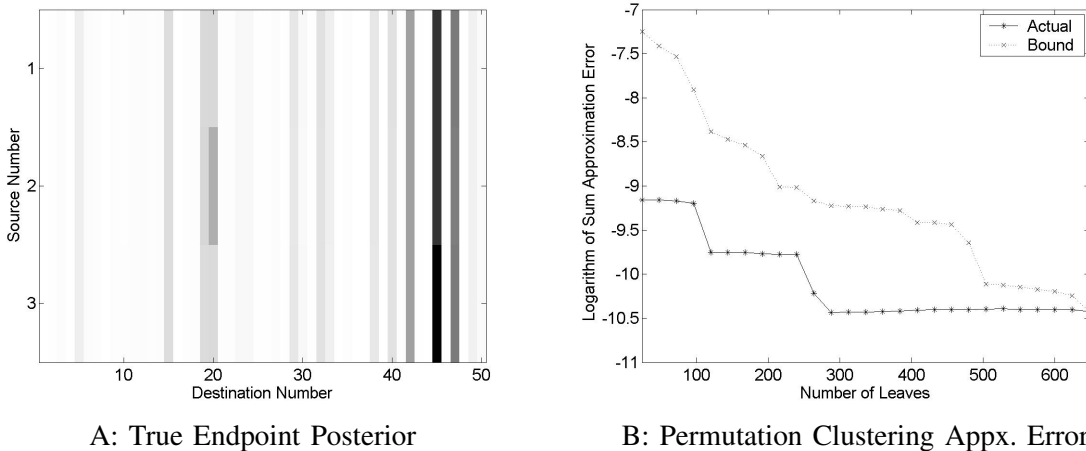 Source Number
1
2
3
10
20
30
40
50
Destination Number
A: True Endpoint Posterior
Logarithm of Sum Approximation Error
-7
-7.5
-8
-8.5
-9
-9.5
-10
-10.5
-11
100
200
300
400
500
600
Number of Leaves
Actual
Bound
B: Permutation Clustering Appx. Error